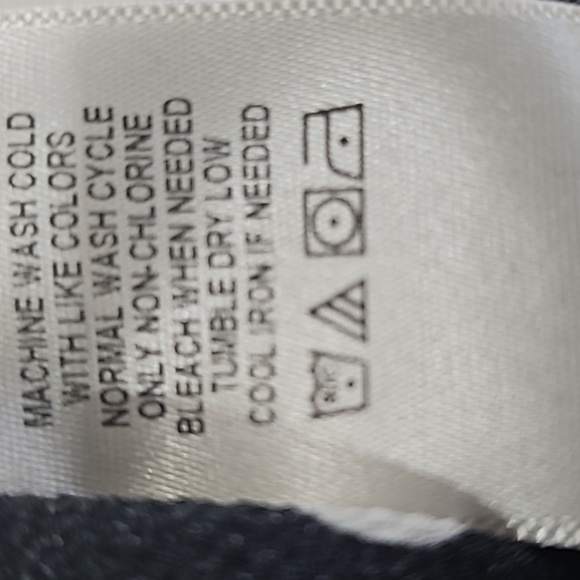 MACHINE WASH COLD
WITH LIKE COLORS
NORMAL WASH CYCLE
ONLY NON-CHLORINE
BLEACH WHEN NEEDED
TUMBLE DRY LOW
COOL IRON IF NEEDED